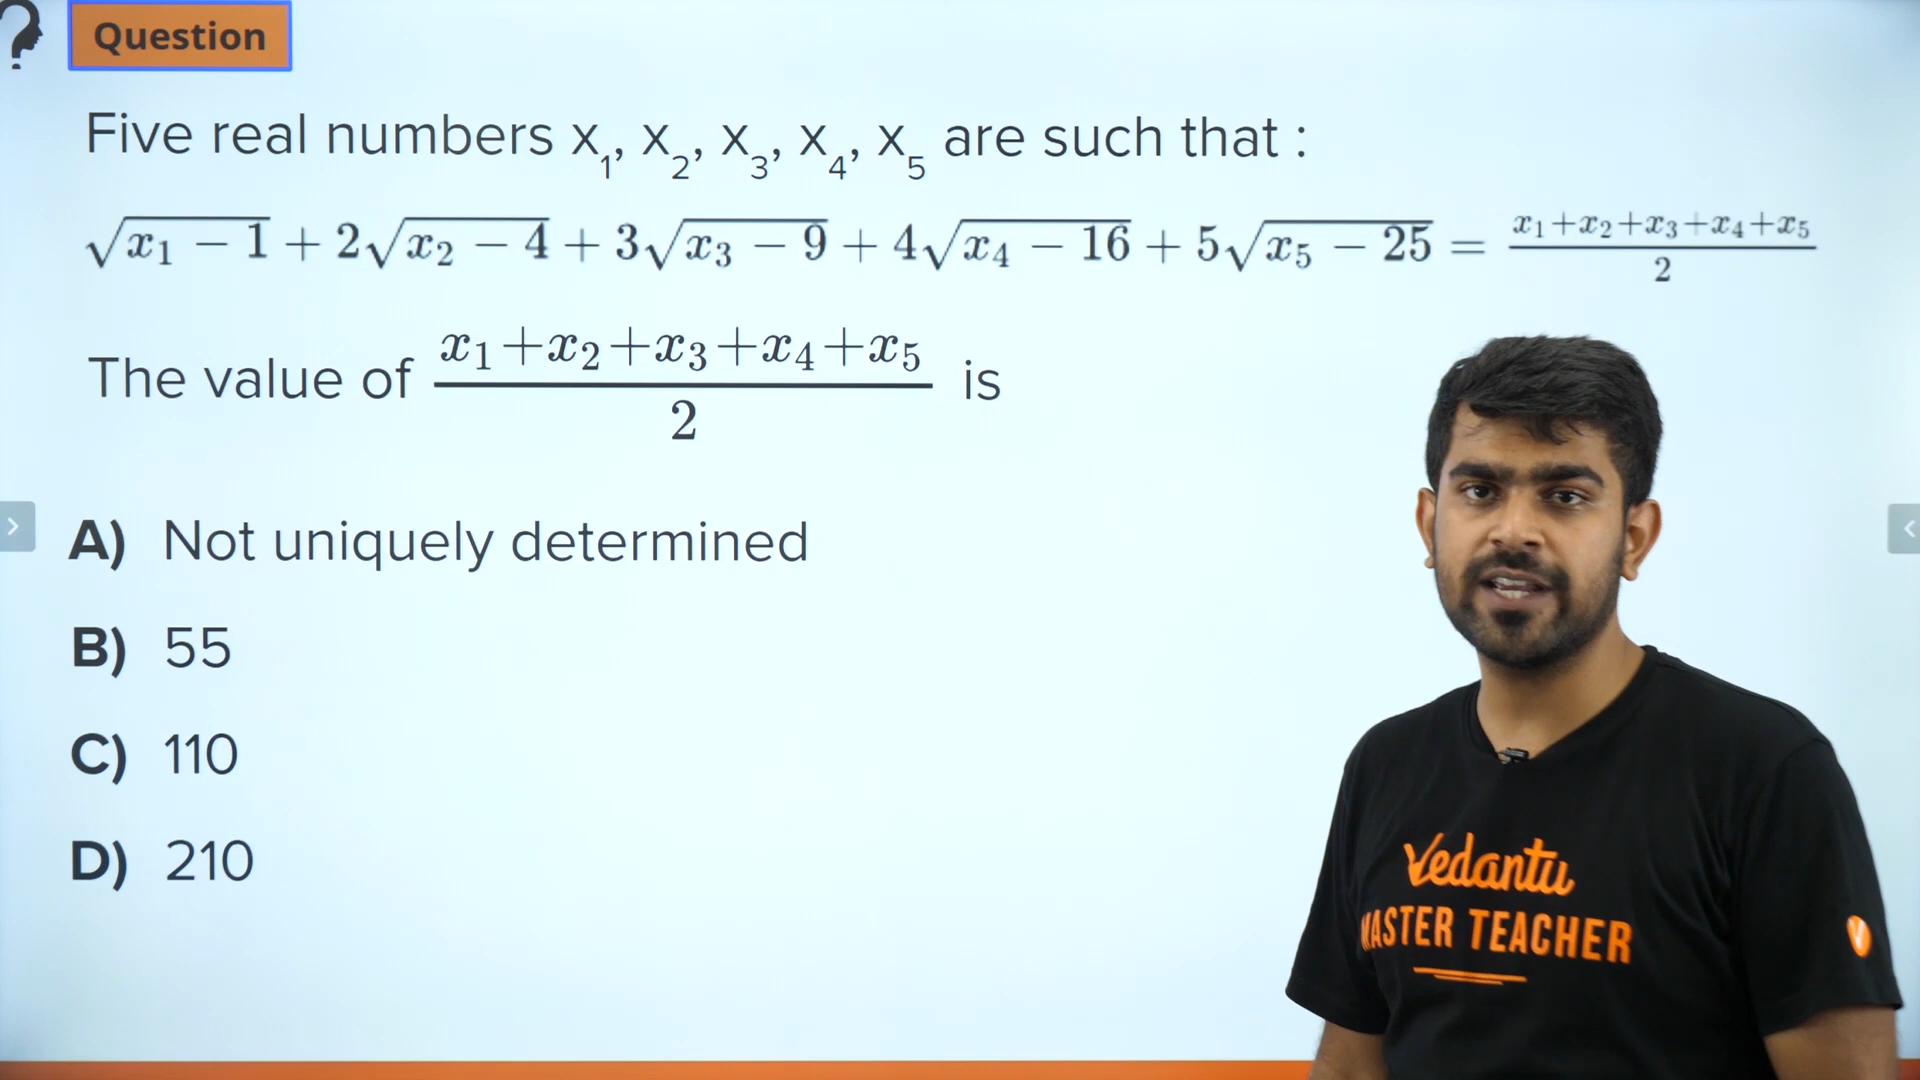 Question
Five real numbers x₁, x₂, x₃, x₄, x₅ are such that :
√(x₁ − 1) + 2√(x₂ − 4) + 3√(x₃ − 9) + 4√(x₄ − 16) + 5√(x₅ − 25) = (x₁+x₂+x₃+x₄+x₅)/2
The value of (x₁+x₂+x₃+x₄+x₅)/2 is
A) Not uniquely determined
B) 55
C) 110
D) 210
Vedantu
MASTER TEACHER